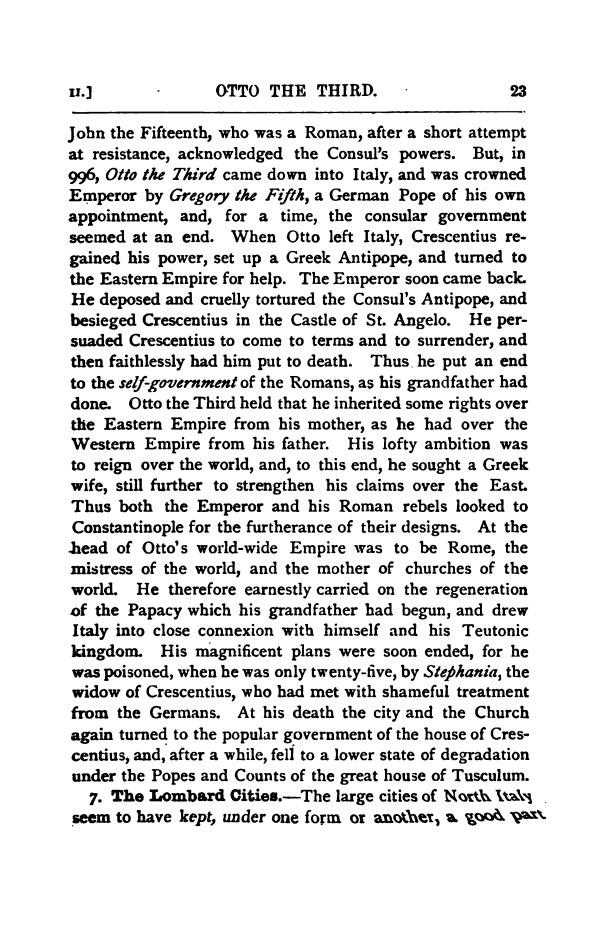 II.] OTTO THE THIRD. 23
John the Fifteenth, who was a Roman, after a short attempt
at resistance, acknowledged the Consul's powers. But, in
996, Otto the Third came down into Italy, and was crowned
Emperor by Gregory the Fifth, a German Pope of his own
appointment, and, for a time, the consular government
seemed at an end. When Otto left Italy, Crescentius re-
gained his power, set up a Greek Antipope, and turned to
the Eastern Empire for help. The Emperor soon came back.
He deposed and cruelly tortured the Consul's Antipope, and
besieged Crescentius in the Castle of St. Angelo. He per-
suaded Crescentius to come to terms and to surrender, and
then faithlessly had him put to death. Thus he put an end
to the self-government of the Romans, as his grandfather had
done. Otto the Third held that he inherited some rights over
the Eastern Empire from his mother, as he had over the
Western Empire from his father. His lofty ambition was
to reign over the world, and, to this end, he sought a Greek
wife, still further to strengthen his claims over the East.
Thus both the Emperor and his Roman rebels looked to
Constantinople for the furtherance of their designs. At the
head of Otto's world-wide Empire was to be Rome, the
mistress of the world, and the mother of churches of the
world. He therefore earnestly carried on the regeneration
of the Papacy which his grandfather had begun, and drew
Italy into close connexion with himself and his Teutonic
kingdom. His magnificent plans were soon ended, for he
was poisoned, when he was only twenty-five, by Stephania, the
widow of Crescentius, who had met with shameful treatment
from the Germans. At his death the city and the Church
again turned to the popular government of the house of Cres-
centius, and, after a while, fell to a lower state of degradation
under the Popes and Counts of the great house of Tusculum.
7. The Lombard Cities.—The large cities of North Italy
seem to have kept, under one form or another, a good part